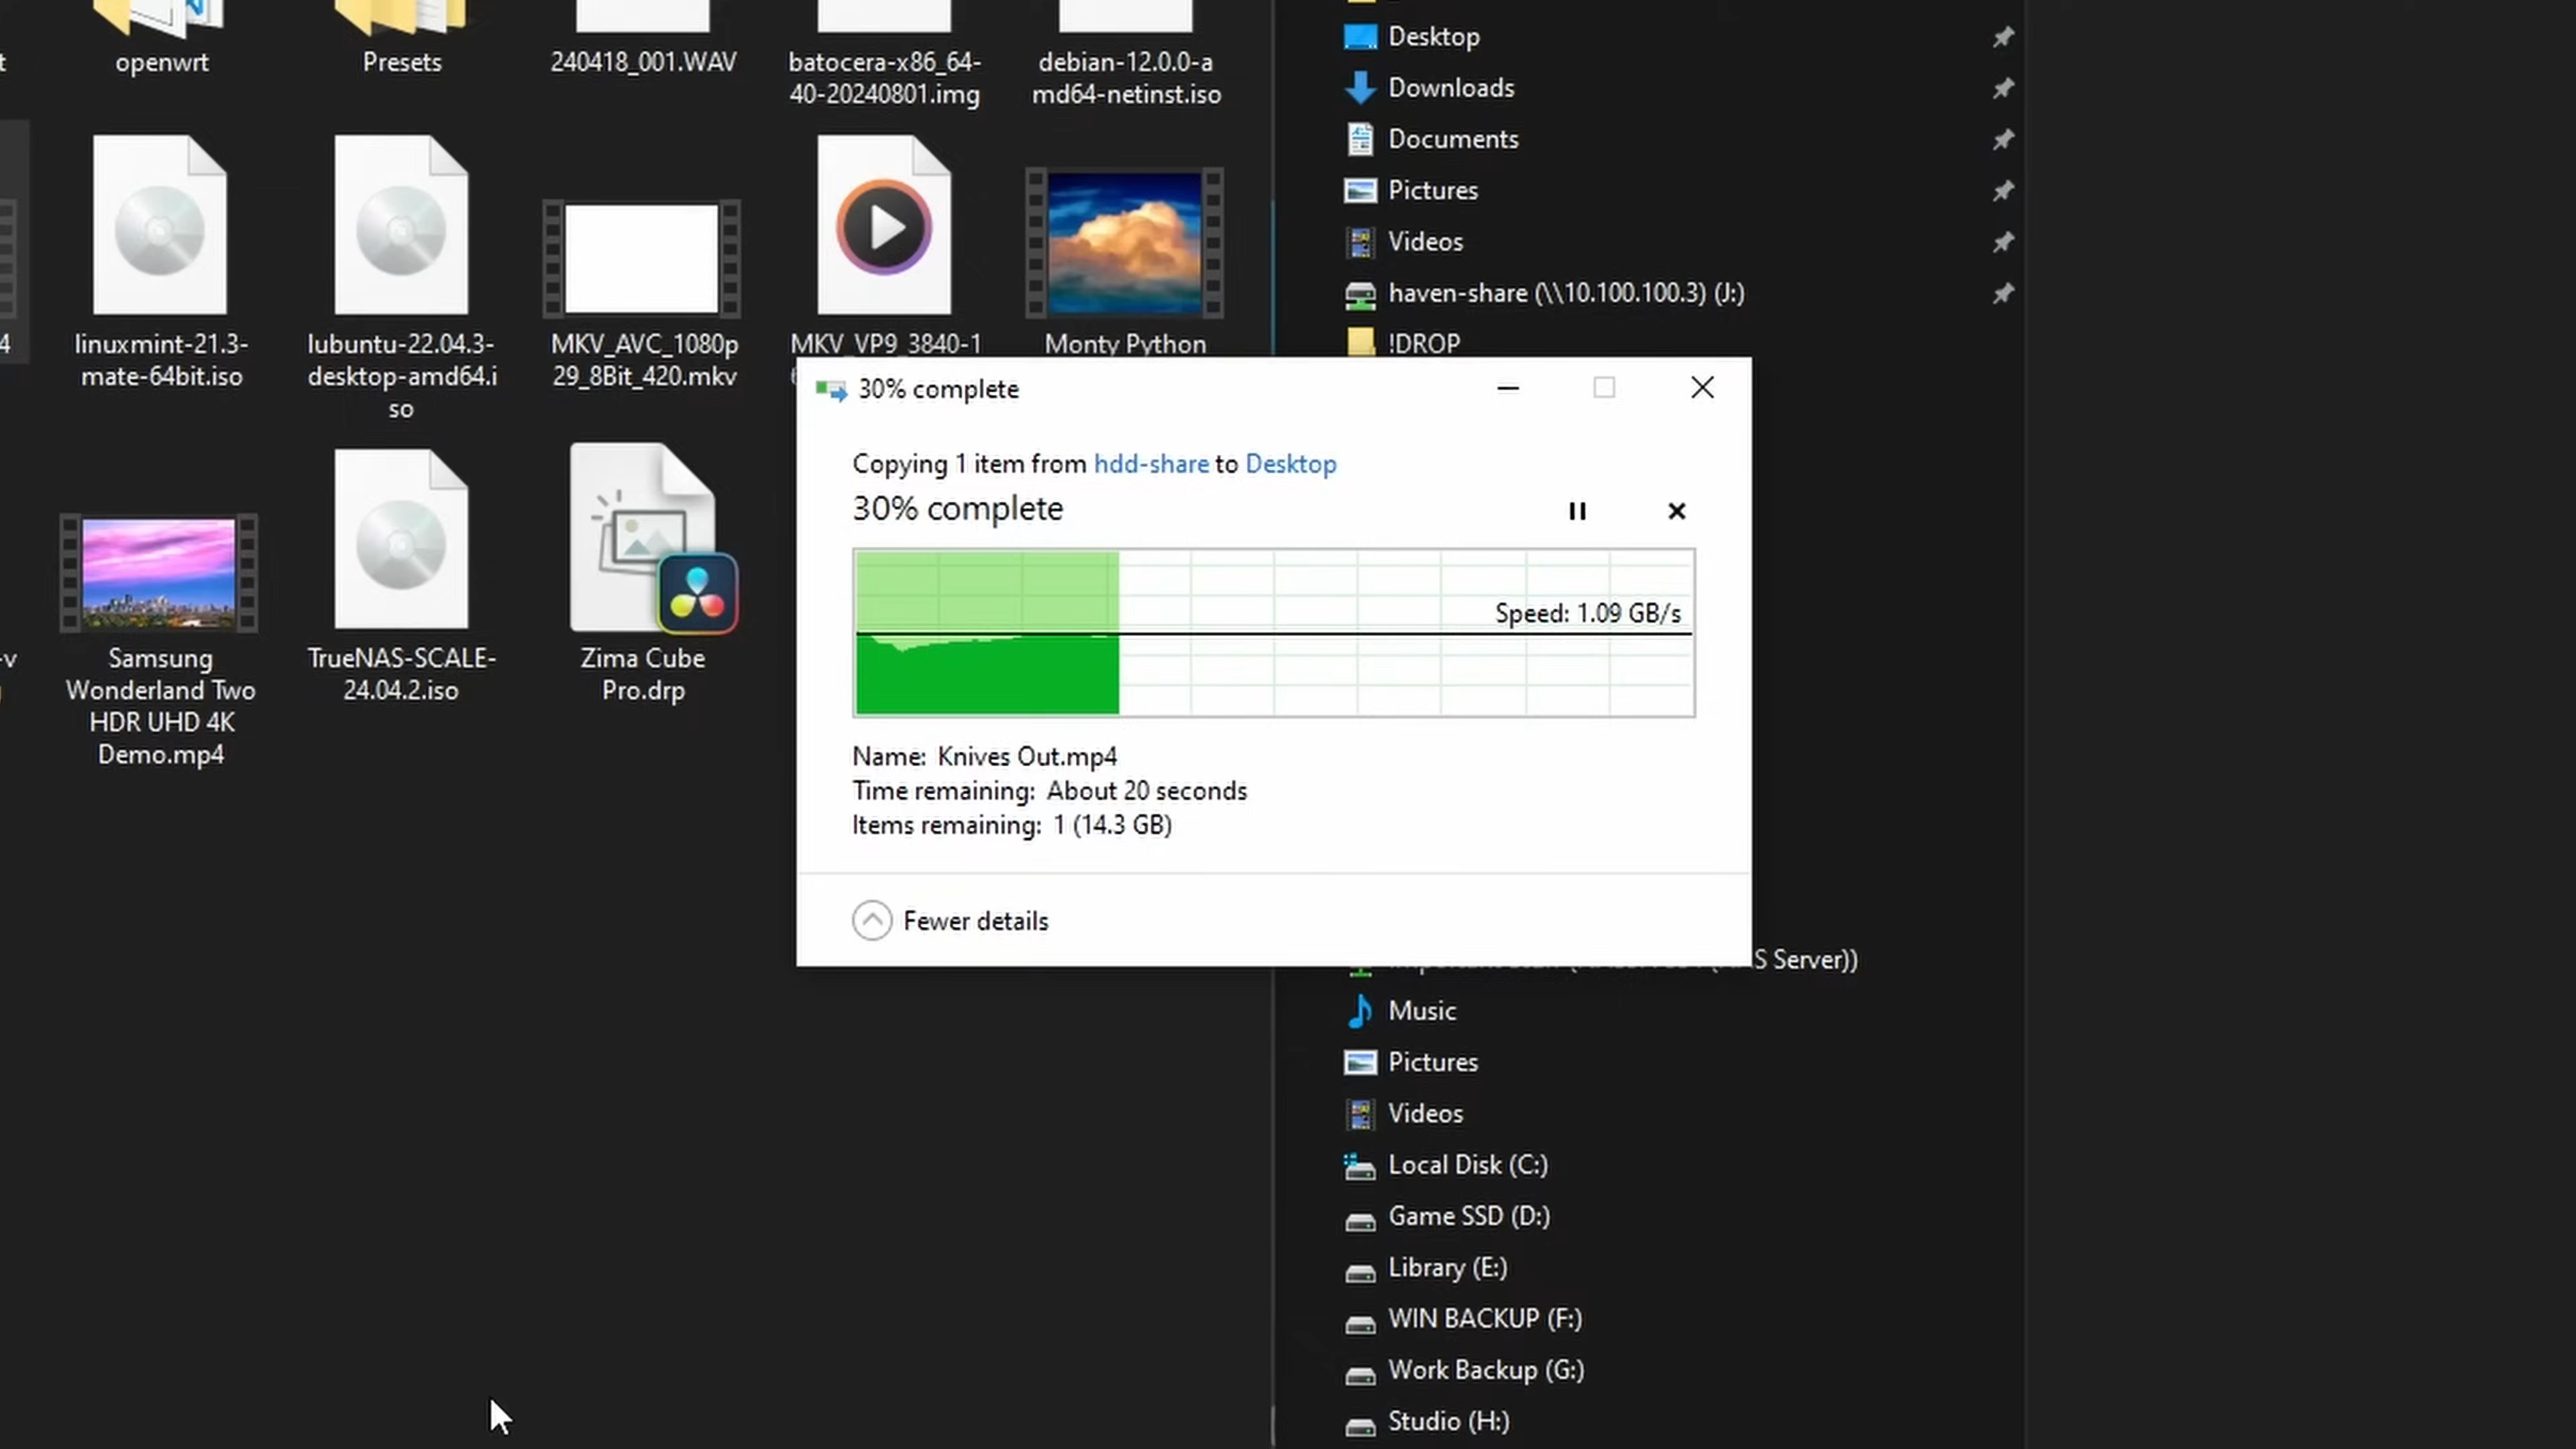 openwrt
Presets
240418_001.WAV
batocera-x86_64-
40-20240801.img
debian-12.0.0-a
md64-netinst.iso
linuxmint-21.3-
mate-64bit.iso
lubuntu-22.04.3-
desktop-amd64.i
so
MKV_AVC_1080p
29_8Bit_420.mkv
MKV_VP9_3840-1
Monty Python
Samsung
Wonderland Two
HDR UHD 4K
Demo.mp4
TrueNAS-SCALE-
24.04.2.iso
Zima Cube
Pro.drp
30% complete
Copying 1 item from hdd-share to Desktop
30% complete
Speed: 1.09 GB/s
Name: Knives Out.mp4
Time remaining: About 20 seconds
Items remaining: 1 (14.3 GB)
Fewer details
Desktop
Downloads
Documents
Pictures
Videos
haven-share (\\10.100.100.3) (J:)
!DROP
S Server))
Music
Pictures
Videos
Local Disk (C:)
Game SSD (D:)
Library (E:)
WIN BACKUP (F:)
Work Backup (G:)
Studio (H:)